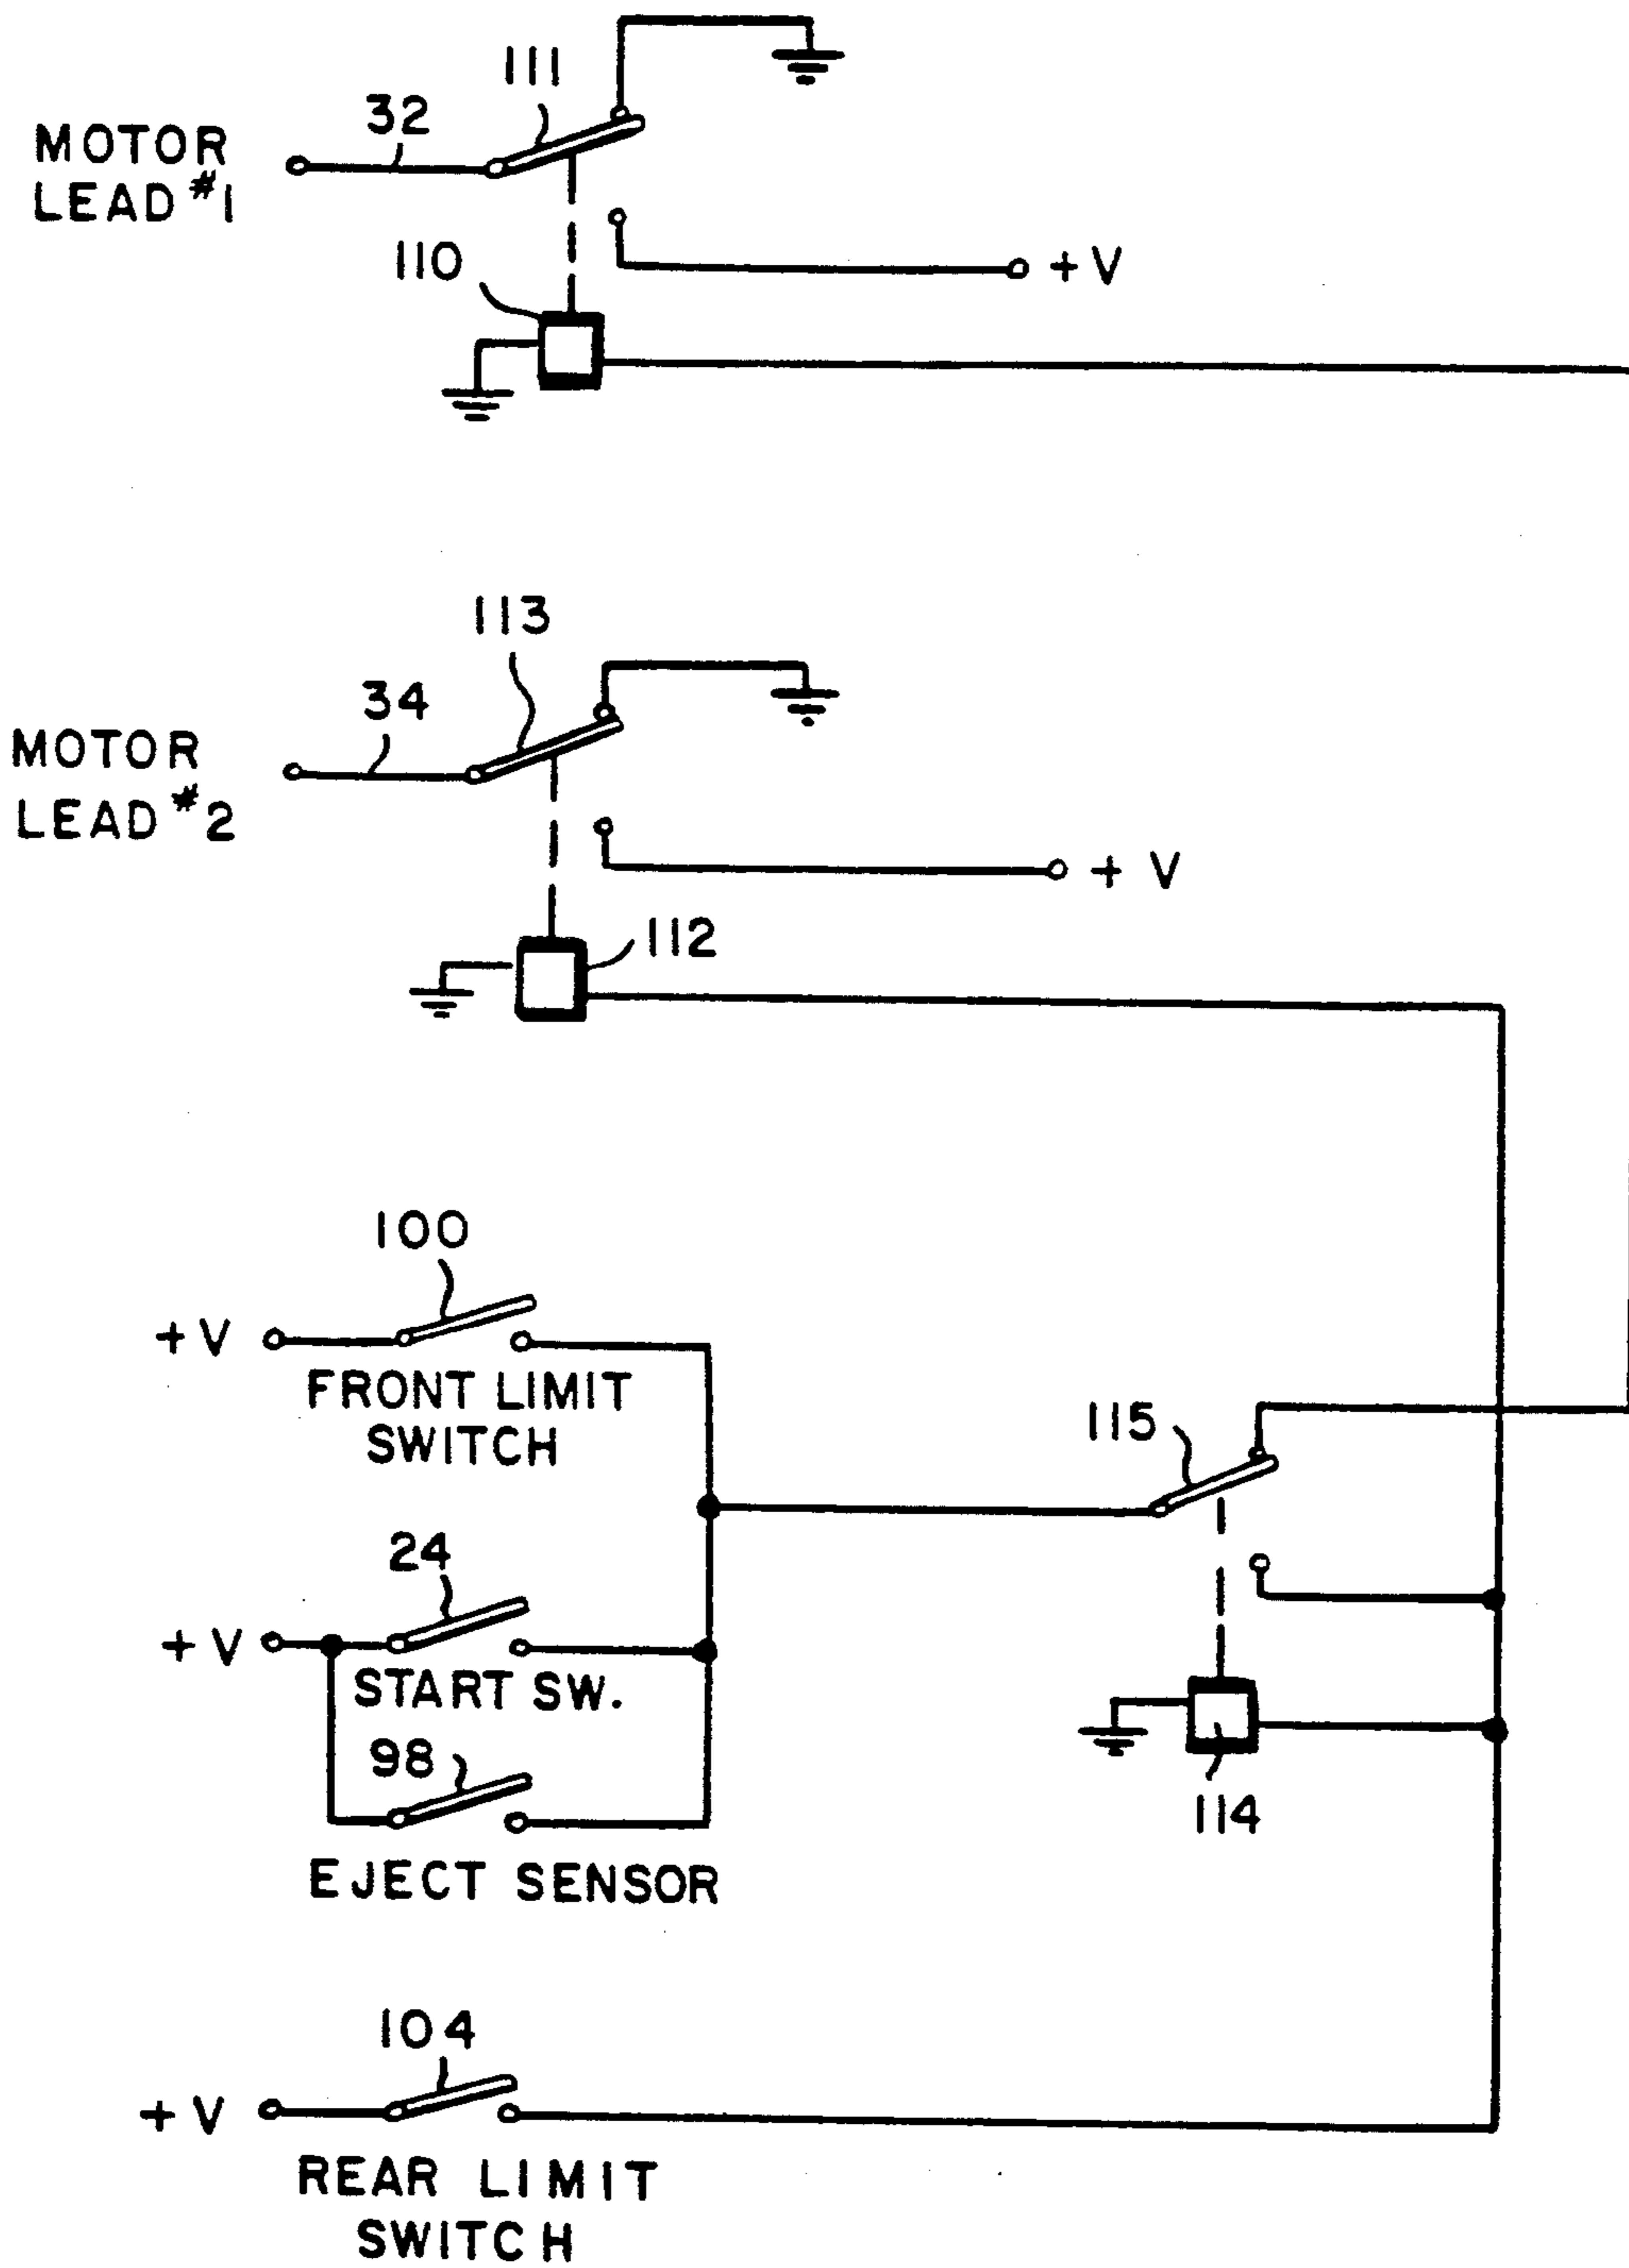 111
32
MOTOR
LEAD #1
110
+ V
113
34
MOTOR
LEAD #2
+ V
112
100
+ V
FRONT LIMIT
SWITCH
115
24
+ V
START SW.
98
114
EJECT SENSOR
104
+ V
REAR LIMIT
SWITCH